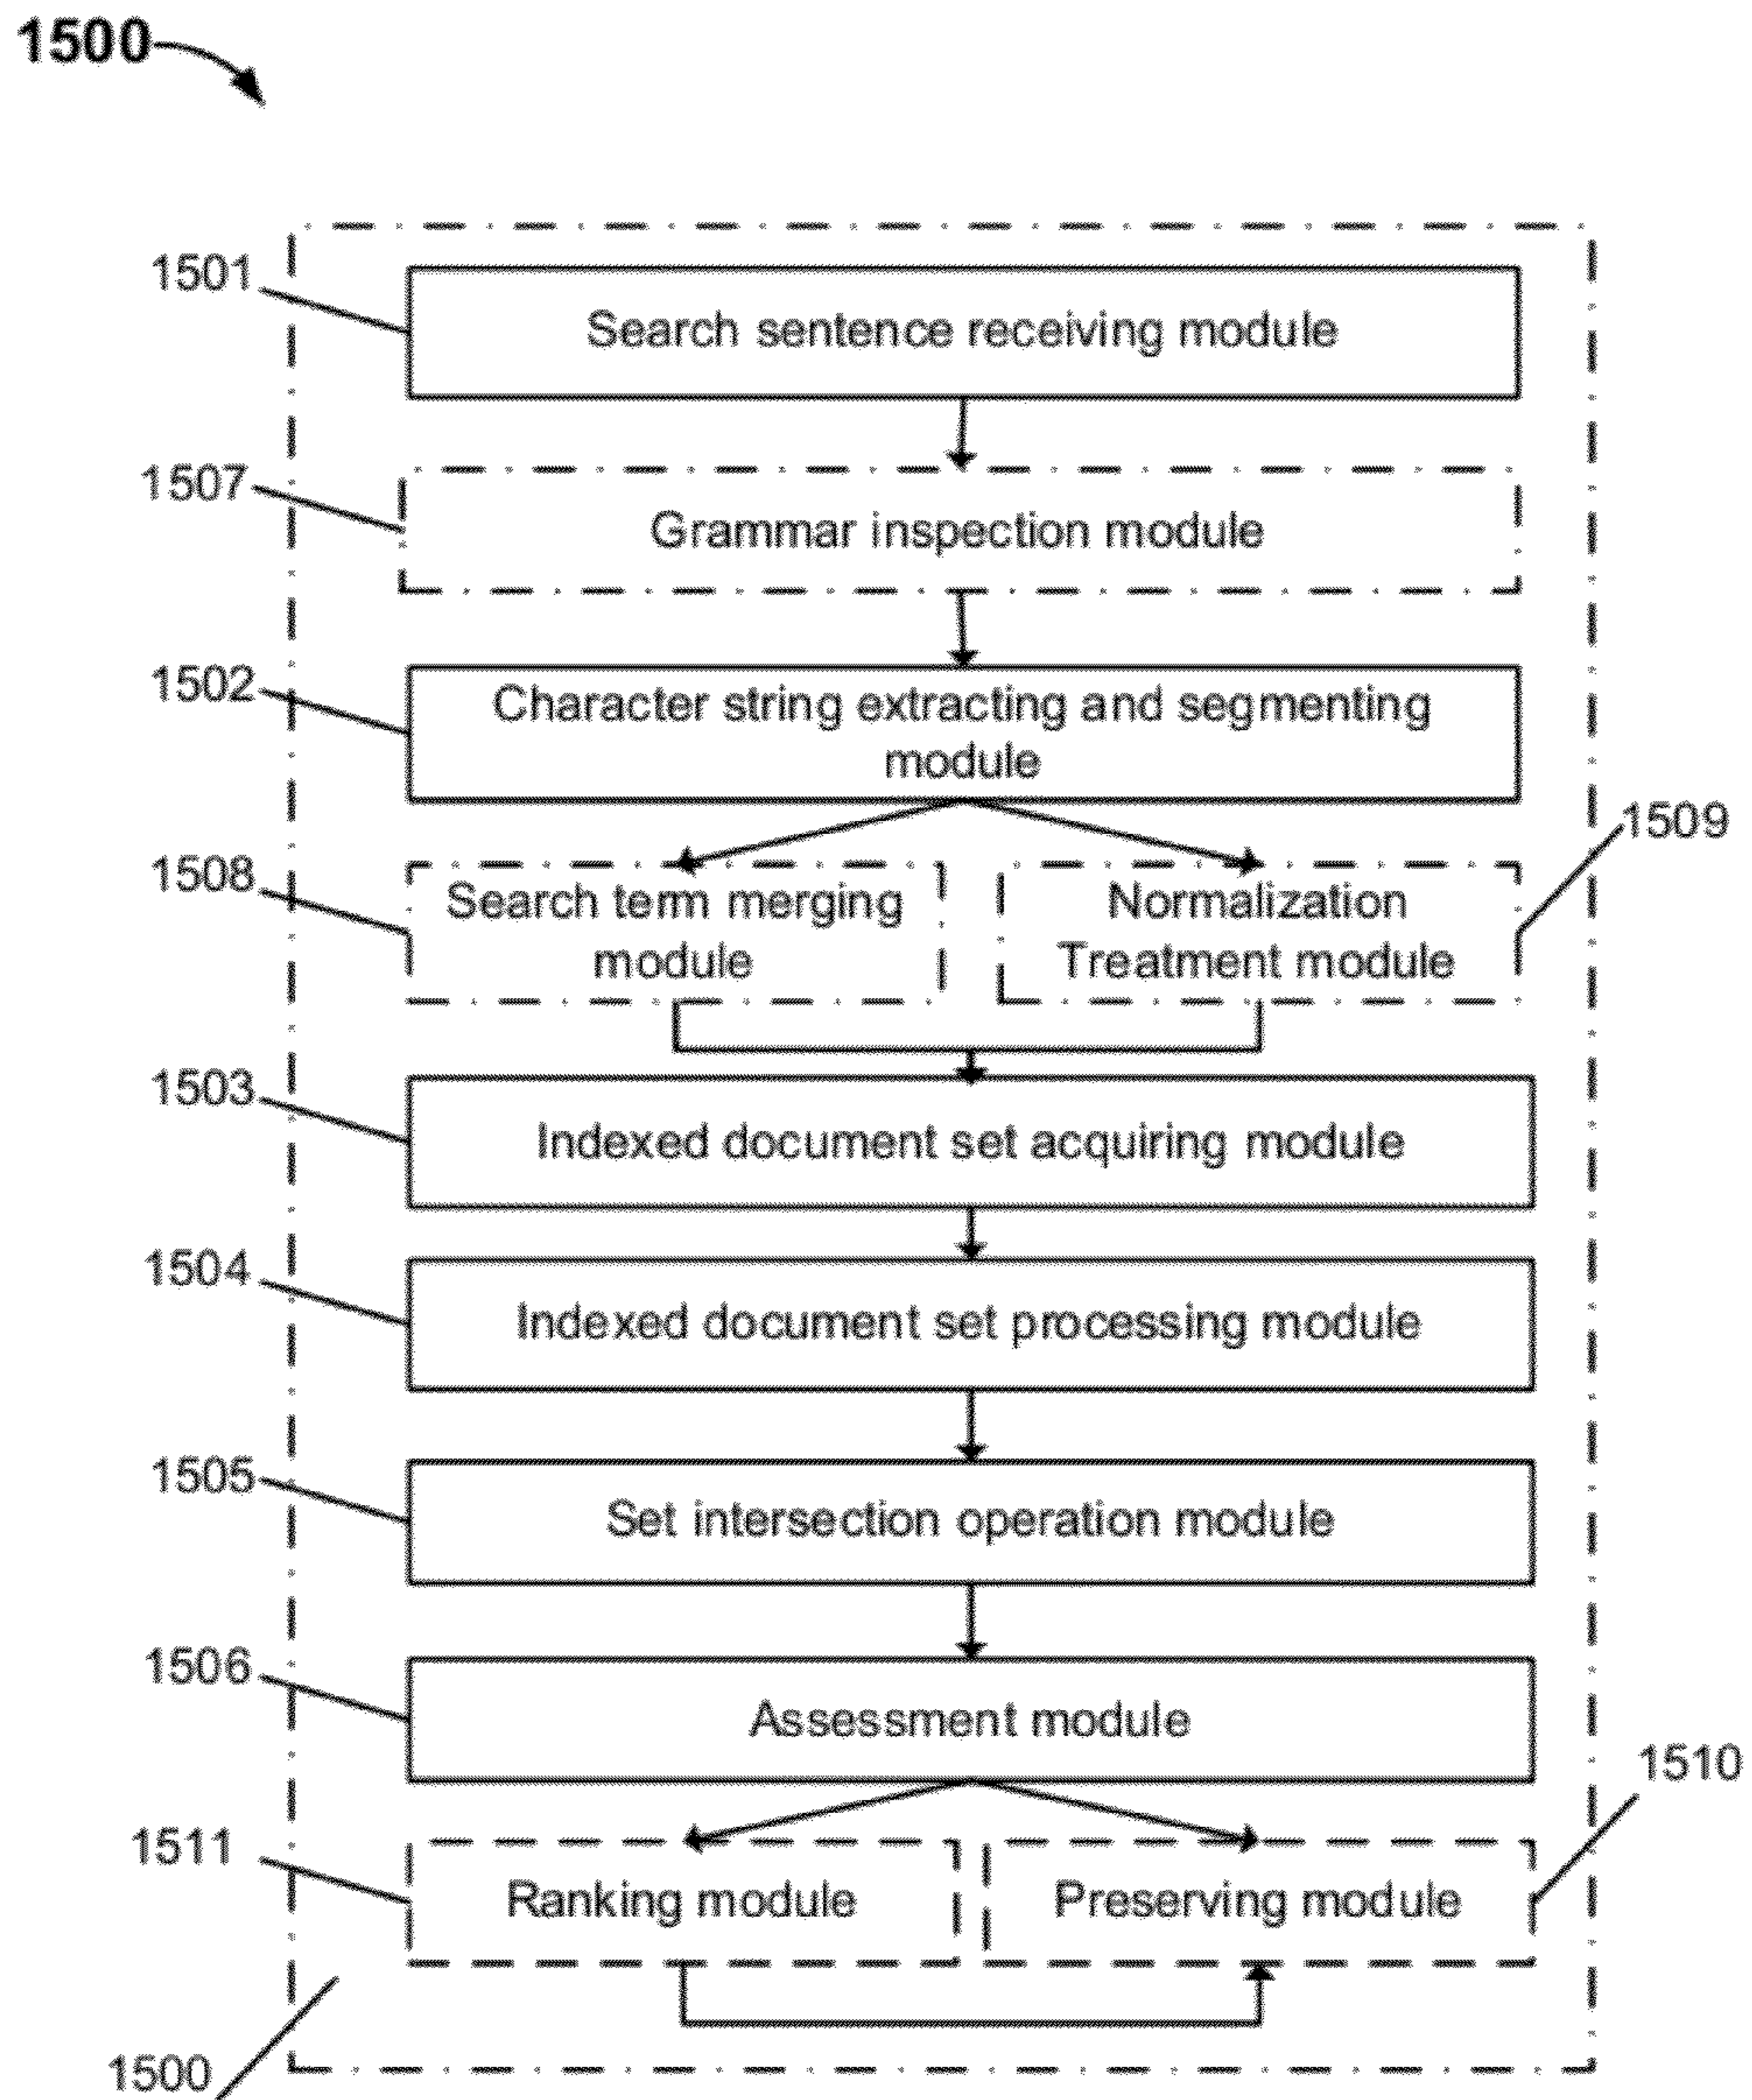 1500
1501
Search sentence receiving module
1507
Grammar inspection module
1502
Character string extracting and segmenting
module
1509
1508
Search term merging
module
Normalization
Treatment module
1503
Indexed document set acquiring module
1504
Indexed document set processing module
1505
Set intersection operation module
1506
Assessment module
1510
1511
Ranking module
Preserving module
1500